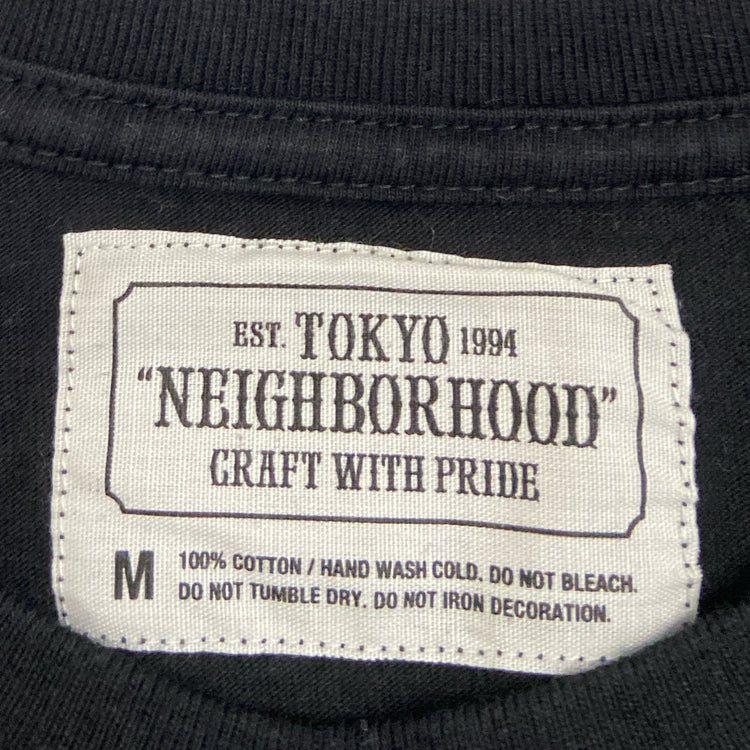 EST. TOKYO 1994
"NEIGHBORHOOD"
CRAFT WITH PRIDE
M
100% COTTON / HAND WASH COLD. DO NOT BLEACH.
DO NOT TUMBLE DRY. DO NOT IRON DECORATION.